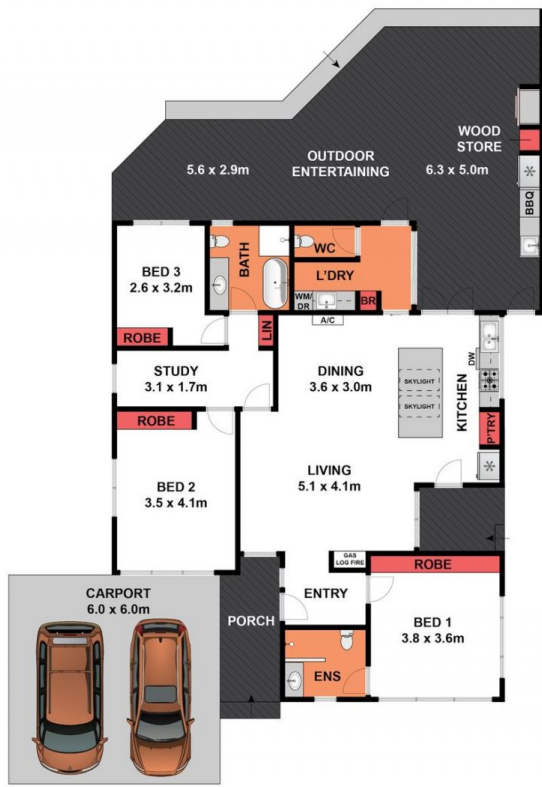 WOOD
STORE
OUTDOOR
ENTERTAINING
5.6 x 2.9m
6.3 x 5.0m
BBQ
BED 3
2.6 x 3.2m
BATH
WC
L'DRY
WM/
DR
BR
A/C
LIN
ROBE
STUDY
3.1 x 1.7m
DINING
3.6 x 3.0m
SKYLIGHT
SKYLIGHT
KITCHEN
DW
P'TRY
ROBE
BED 2
3.5 x 4.1m
LIVING
5.1 x 4.1m
GAS
LOG FIRE
ROBE
CARPORT
6.0 x 6.0m
PORCH
ENTRY
BED 1
3.8 x 3.6m
ENS